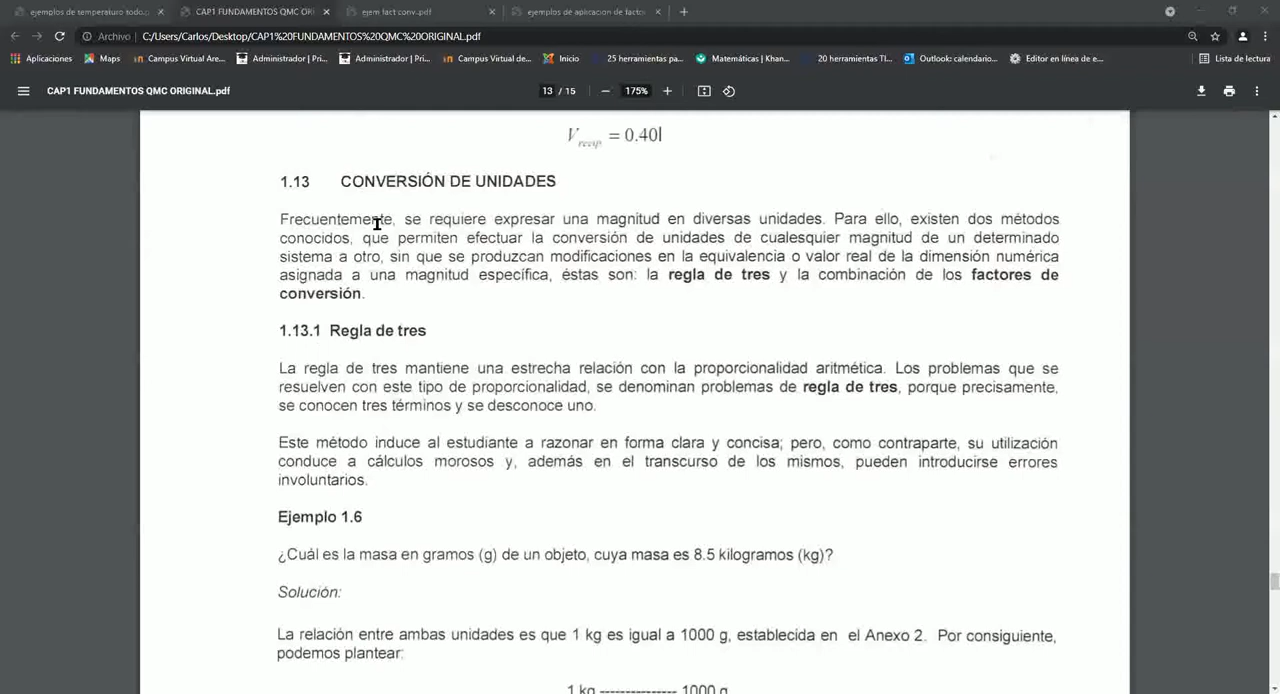 ejemplos de temperaturo todo.
CAP1 FUNDAMENTOS QMC ORIGINAL
ejem fact conv..pdf
ejemplos de aplicacion de facto
Archivo C:/Users/Carlos/Desktop/CAP1%20FUNDAMENTOS%20QMC%20ORIGINAL.pdf
Aplicaciones Maps Campus Virtual Are... Administrador | Pri... Administrador | Pri... Campus Virtual de... Inicio 25 herramientas pa... Matemáticas | Khan... 20 herramientas TI... Outlook: calendario... Editor en línea de e... Lista de lectura
CAP1 FUNDAMENTOS QMC ORIGINAL.pdf 13 / 15 175%
= 0.40l
1.13 CONVERSIÓN DE UNIDADES
Frecuentemente, se requiere expresar una magnitud en diversas unidades. Para ello, existen dos métodos
conocidos, que permiten efectuar la conversión de unidades de cualesquier magnitud de un determinado
sistema a otro, sin que se produzcan modificaciones en la equivalencia o valor real de la dimensión numérica
asignada a una magnitud específica, éstas son: la regla de tres y la combinación de los factores de
conversión.
1.13.1 Regla de tres
La regla de tres mantiene una estrecha relación con la proporcionalidad aritmética. Los problemas que se
resuelven con este tipo de proporcionalidad, se denominan problemas de regla de tres, porque precisamente,
se conocen tres términos y se desconoce uno.
Este método induce al estudiante a razonar en forma clara y concisa; pero, como contraparte, su utilización
conduce a cálculos morosos y, además en el transcurso de los mismos, pueden introducirse errores
involuntarios.
Ejemplo 1.6
¿Cuál es la masa en gramos (g) de un objeto, cuya masa es 8.5 kilogramos (kg)?
Solución:
La relación entre ambas unidades es que 1 kg es igual a 1000 g, establecida en el Anexo 2. Por consiguiente,
podemos plantear:
1 kg --------------- 1000 g